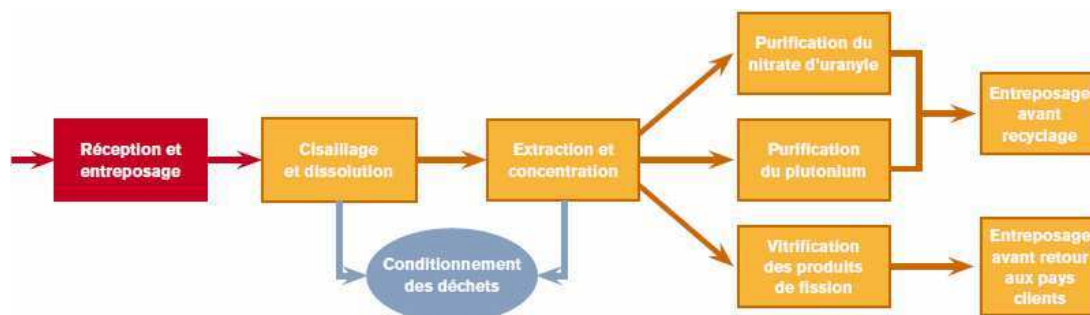 Réception et
entreposage
Cisaillage
et dissolution
Extraction et
concentration
Conditionnement
des déchets
Purification du
nitrate d'uranyle
Purification
du plutonium
Vitrification
des produits
de fission
Entreposage
avant
recyclage
Entreposage
avant retour
aux pays
clients